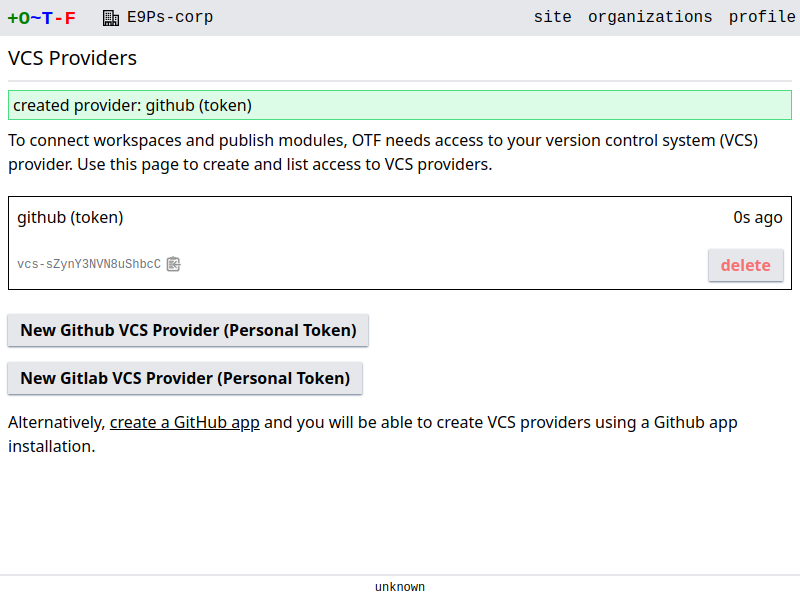 +O~T-F E9Ps-corp site organizations profile
VCS Providers
created provider: github (token)
To connect workspaces and publish modules, OTF needs access to your version control system (VCS)
provider. Use this page to create and list access to VCS providers.
github (token) 0s ago
vcs-sZynY3NVN8uShbcC delete
New Github VCS Provider (Personal Token)
New Gitlab VCS Provider (Personal Token)
Alternatively, create a GitHub app and you will be able to create VCS providers using a Github app
installation.
unknown